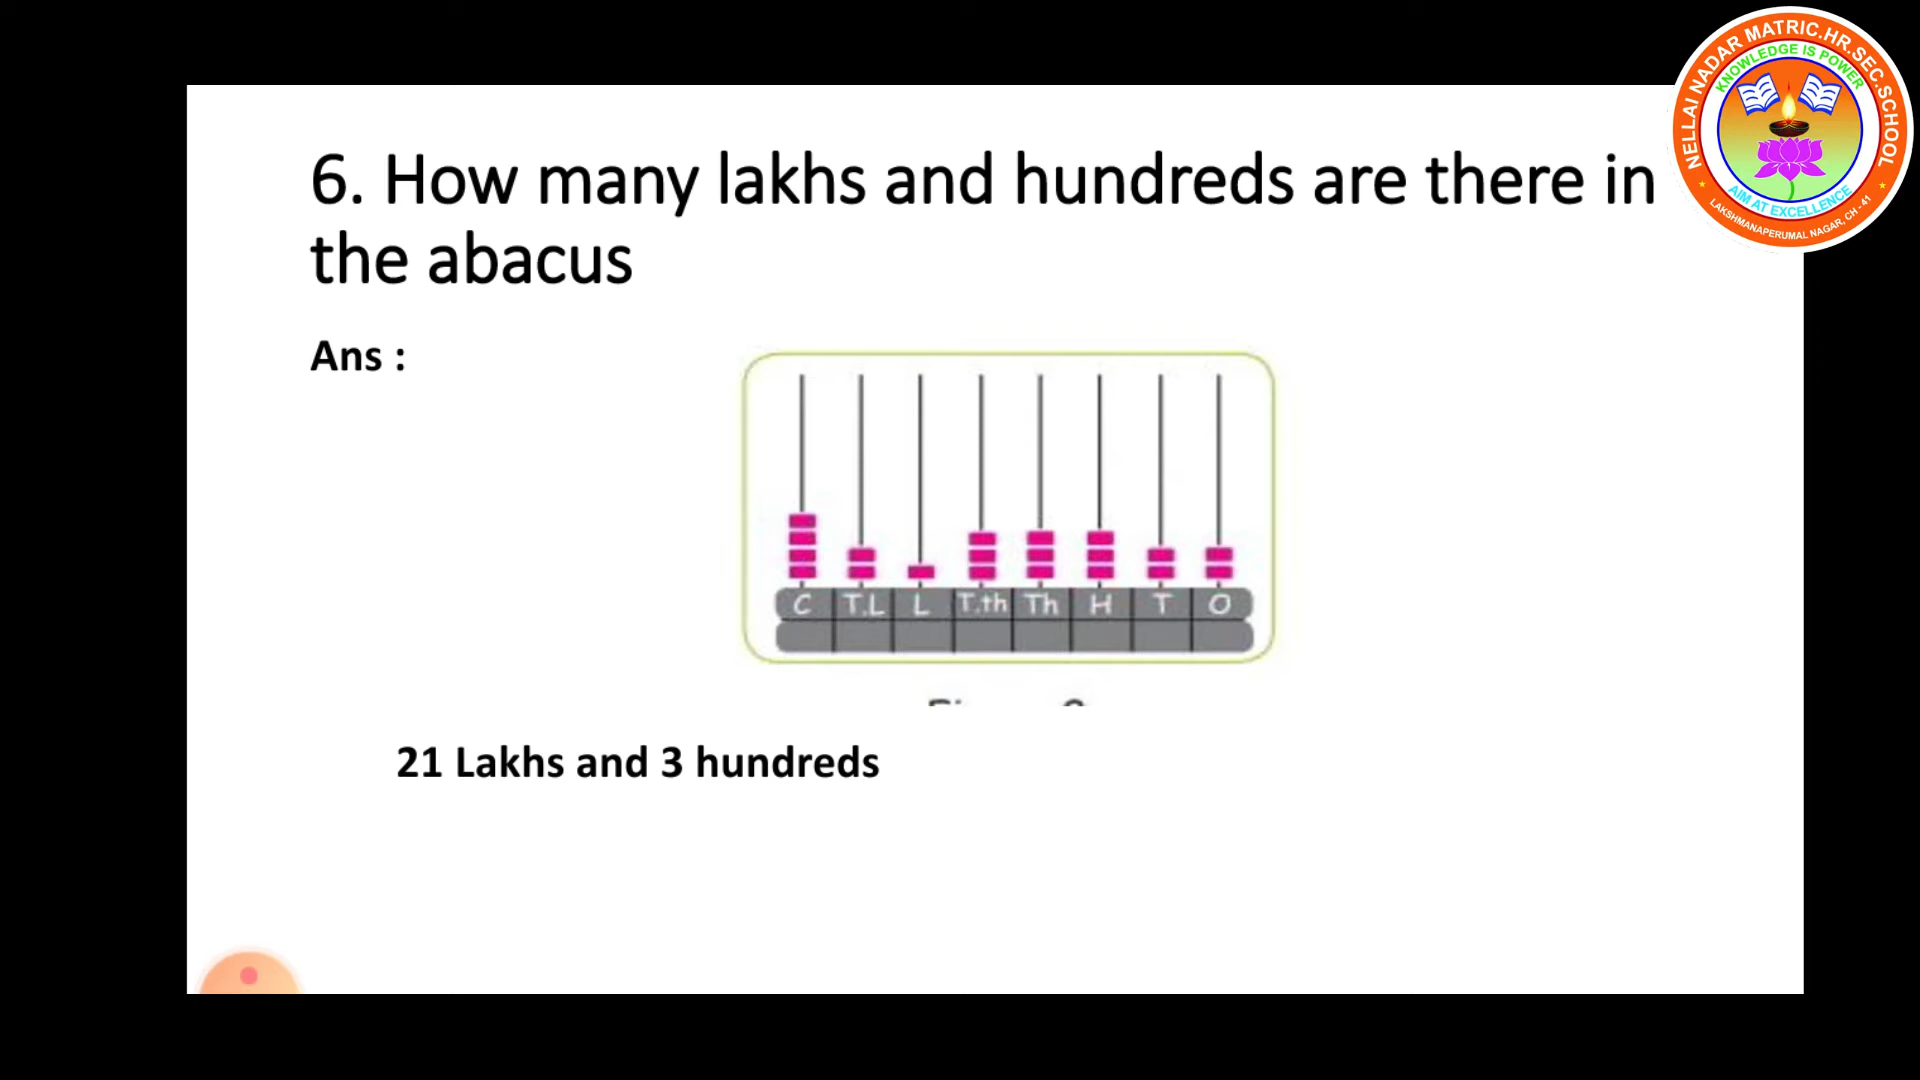 NELLAI NADAR MATRIC.HR.SEC.SCHOOL
KNOWLEDGE IS POWER
AIM AT EXCELLENCE
LAKSHMANAPERUMAL NAGAR, CH - 41
6. How many lakhs and hundreds are there in
the abacus
Ans :
C T.L L T.th Th H T O
21 Lakhs and 3 hundreds